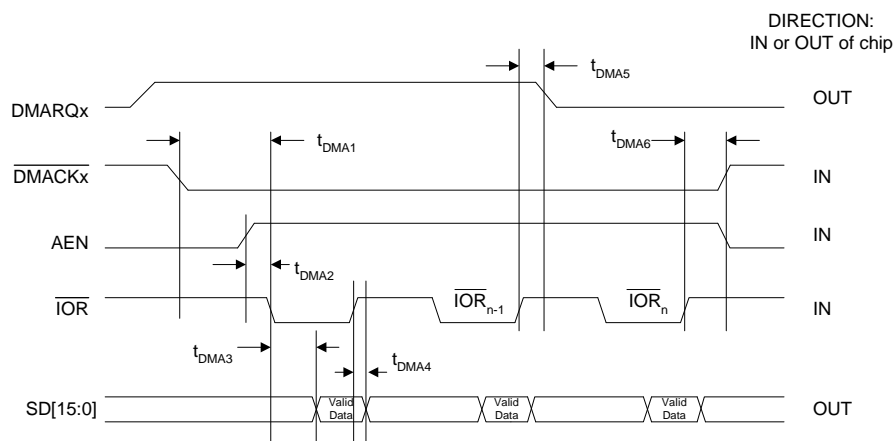 DIRECTION:
IN or OUT of chip
t_DMA5
DMARQx OUT
t_DMA1 t_DMA6
DMACKx IN
AEN IN
t_DMA2
IOR IOR_n-1 IOR_n IN
t_DMA3 t_DMA4
SD[15:0] Valid Data Valid Data Valid Data OUT